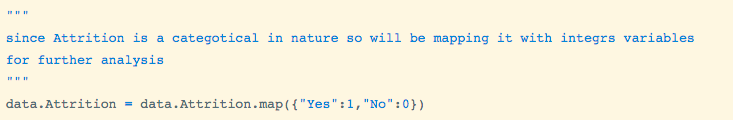 """
since Attrition is a categotical in nature so will be mapping it with integrs variables
for further analysis
"""
data.Attrition = data.Attrition.map({"Yes":1,"No":0})